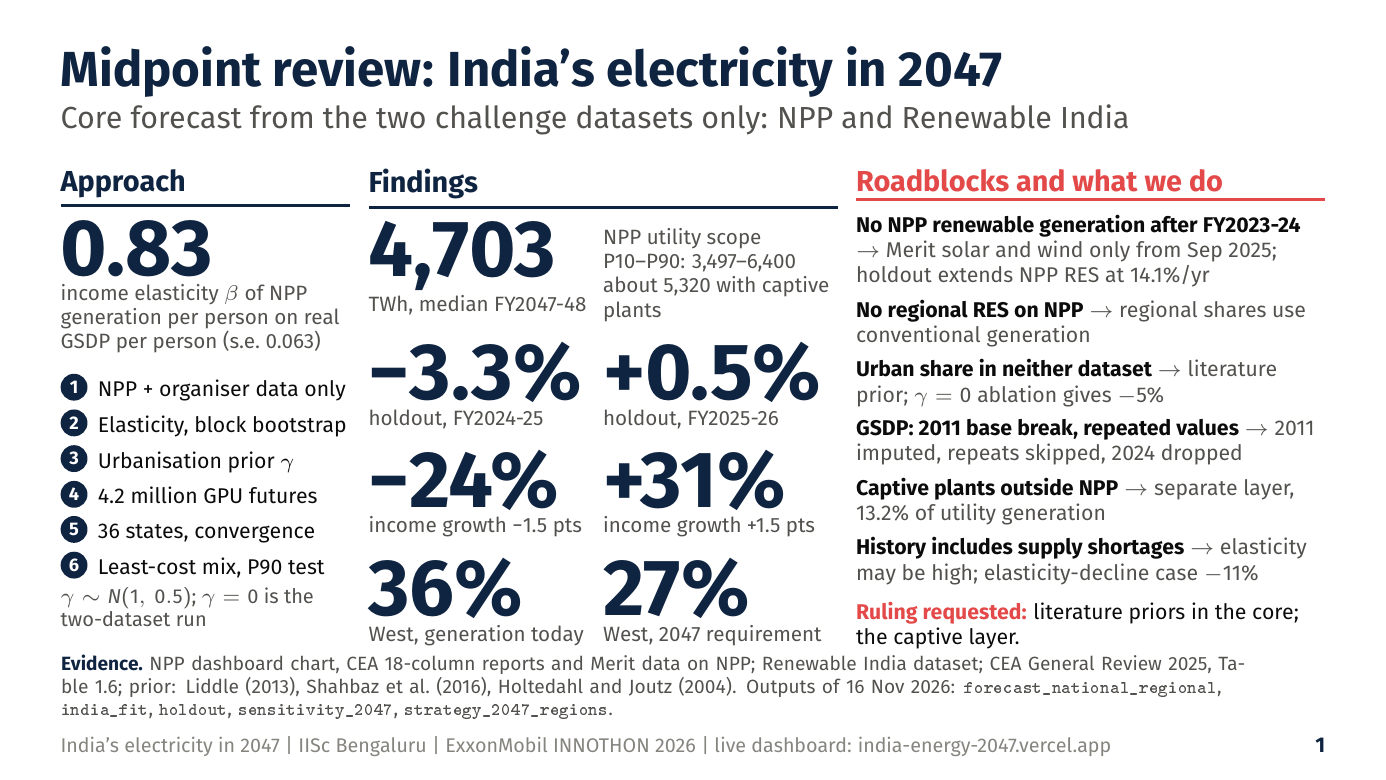 Midpoint review: India’s electricity in 2047
Core forecast from the two challenge datasets only: NPP and Renewable India
Approach
0.83
income elasticity β of NPP
generation per person on real
GSDP per person (s.e. 0.063)
1 NPP + organiser data only
2 Elasticity, block bootstrap
3 Urbanisation prior γ
4 4.2 million GPU futures
5 36 states, convergence
6 Least-cost mix, P90 test
γ ∼ N(1, 0.5); γ = 0 is the
two-dataset run
Findings
4,703
TWh, median FY2047-48
NPP utility scope
P10–P90: 3,497–6,400
about 5,320 with captive
plants
−3.3%
holdout, FY2024-25
+0.5%
holdout, FY2025-26
−24%
income growth −1.5 pts
+31%
income growth +1.5 pts
36%
West, generation today
27%
West, 2047 requirement
Roadblocks and what we do
No NPP renewable generation after FY2023-24
→ Merit solar and wind only from Sep 2025;
holdout extends NPP RES at 14.1%/yr
No regional RES on NPP → regional shares use
conventional generation
Urban share in neither dataset → literature
prior; γ = 0 ablation gives −5%
GSDP: 2011 base break, repeated values → 2011
imputed, repeats skipped, 2024 dropped
Captive plants outside NPP → separate layer,
13.2% of utility generation
History includes supply shortages → elasticity
may be high; elasticity-decline case −11%
Ruling requested: literature priors in the core;
the captive layer.
Evidence. NPP dashboard chart, CEA 18-column reports and Merit data on NPP; Renewable India dataset; CEA General Review 2025, Ta-
ble 1.6; prior: Liddle (2013), Shahbaz et al. (2016), Holtedahl and Joutz (2004). Outputs of 16 Nov 2026: forecast_national_regional,
india_fit, holdout, sensitivity_2047, strategy_2047_regions.
India’s electricity in 2047 | IISc Bengaluru | ExxonMobil INNOTHON 2026 | live dashboard: india-energy-2047.vercel.app
1